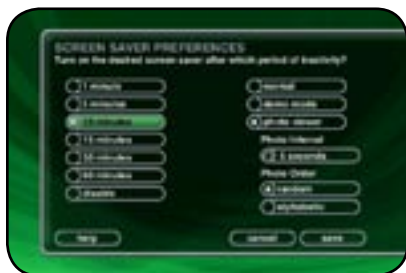 SCREEN SAVER PREFERENCES
Turn on the desired screen saver after which period of inactivity?
1 minute
5 minutes
10 minutes
15 minutes
30 minutes
60 minutes
disable
normal
demo mode
photo viewer
Photo Interval
5 seconds
Photo Order
random
alphabetic
help
cancel
save